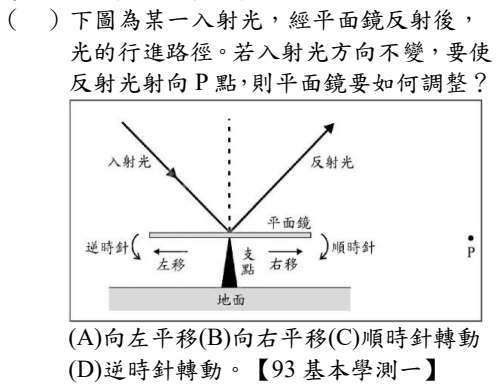 (　) 下圖為某一入射光，經平面鏡反射後，
光的行進路徑。若入射光方向不變，要使
反射光射向 P 點，則平面鏡要如何調整？
入射光 反射光
平面鏡
逆時針 左移 支點 右移 順時針 P
地面
(A)向左平移(B)向右平移(C)順時針轉動
(D)逆時針轉動。【93 基本學測一】